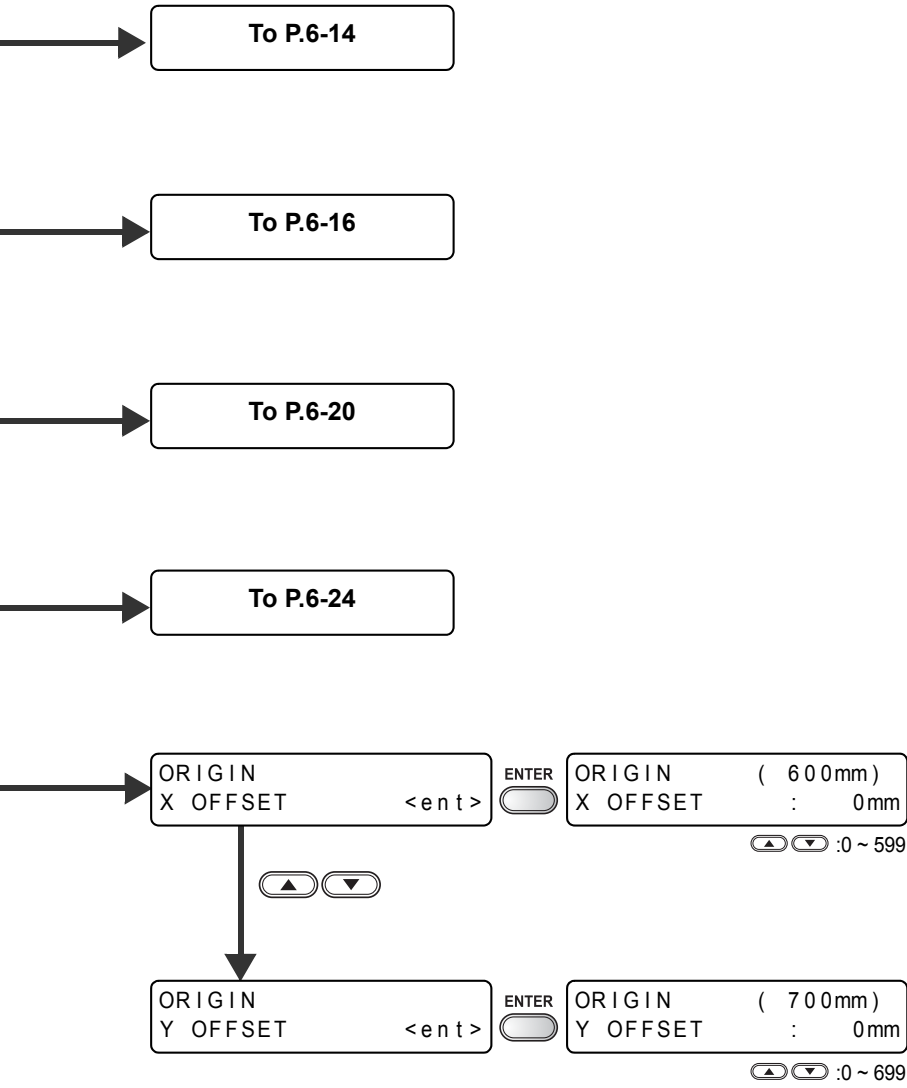 To P.6-14
To P.6-16
To P.6-20
To P.6-24
ORIGIN
X OFFSET <ent>
ENTER
ORIGIN ( 600mm)
X OFFSET : 0mm
:0 ~ 599
ORIGIN
Y OFFSET <ent>
ENTER
ORIGIN ( 700mm)
Y OFFSET : 0mm
:0 ~ 699